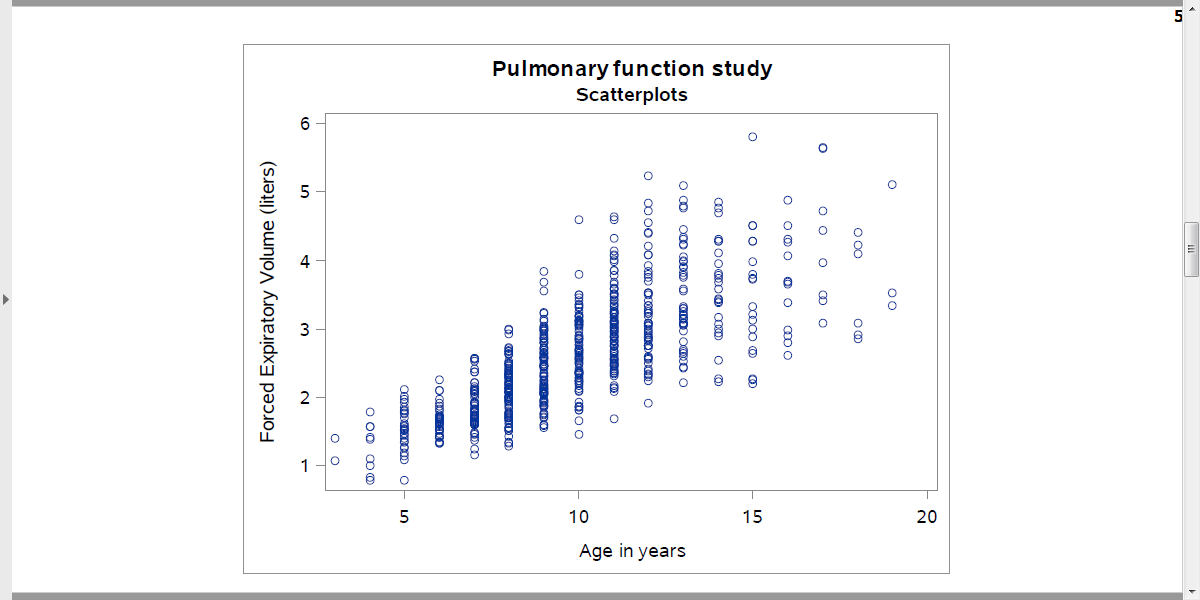 5
Pulmonary function study
Scatterplots
Forced Expiratory Volume (liters)
6
5
4
3
2
1
5
10
15
20
Age in years